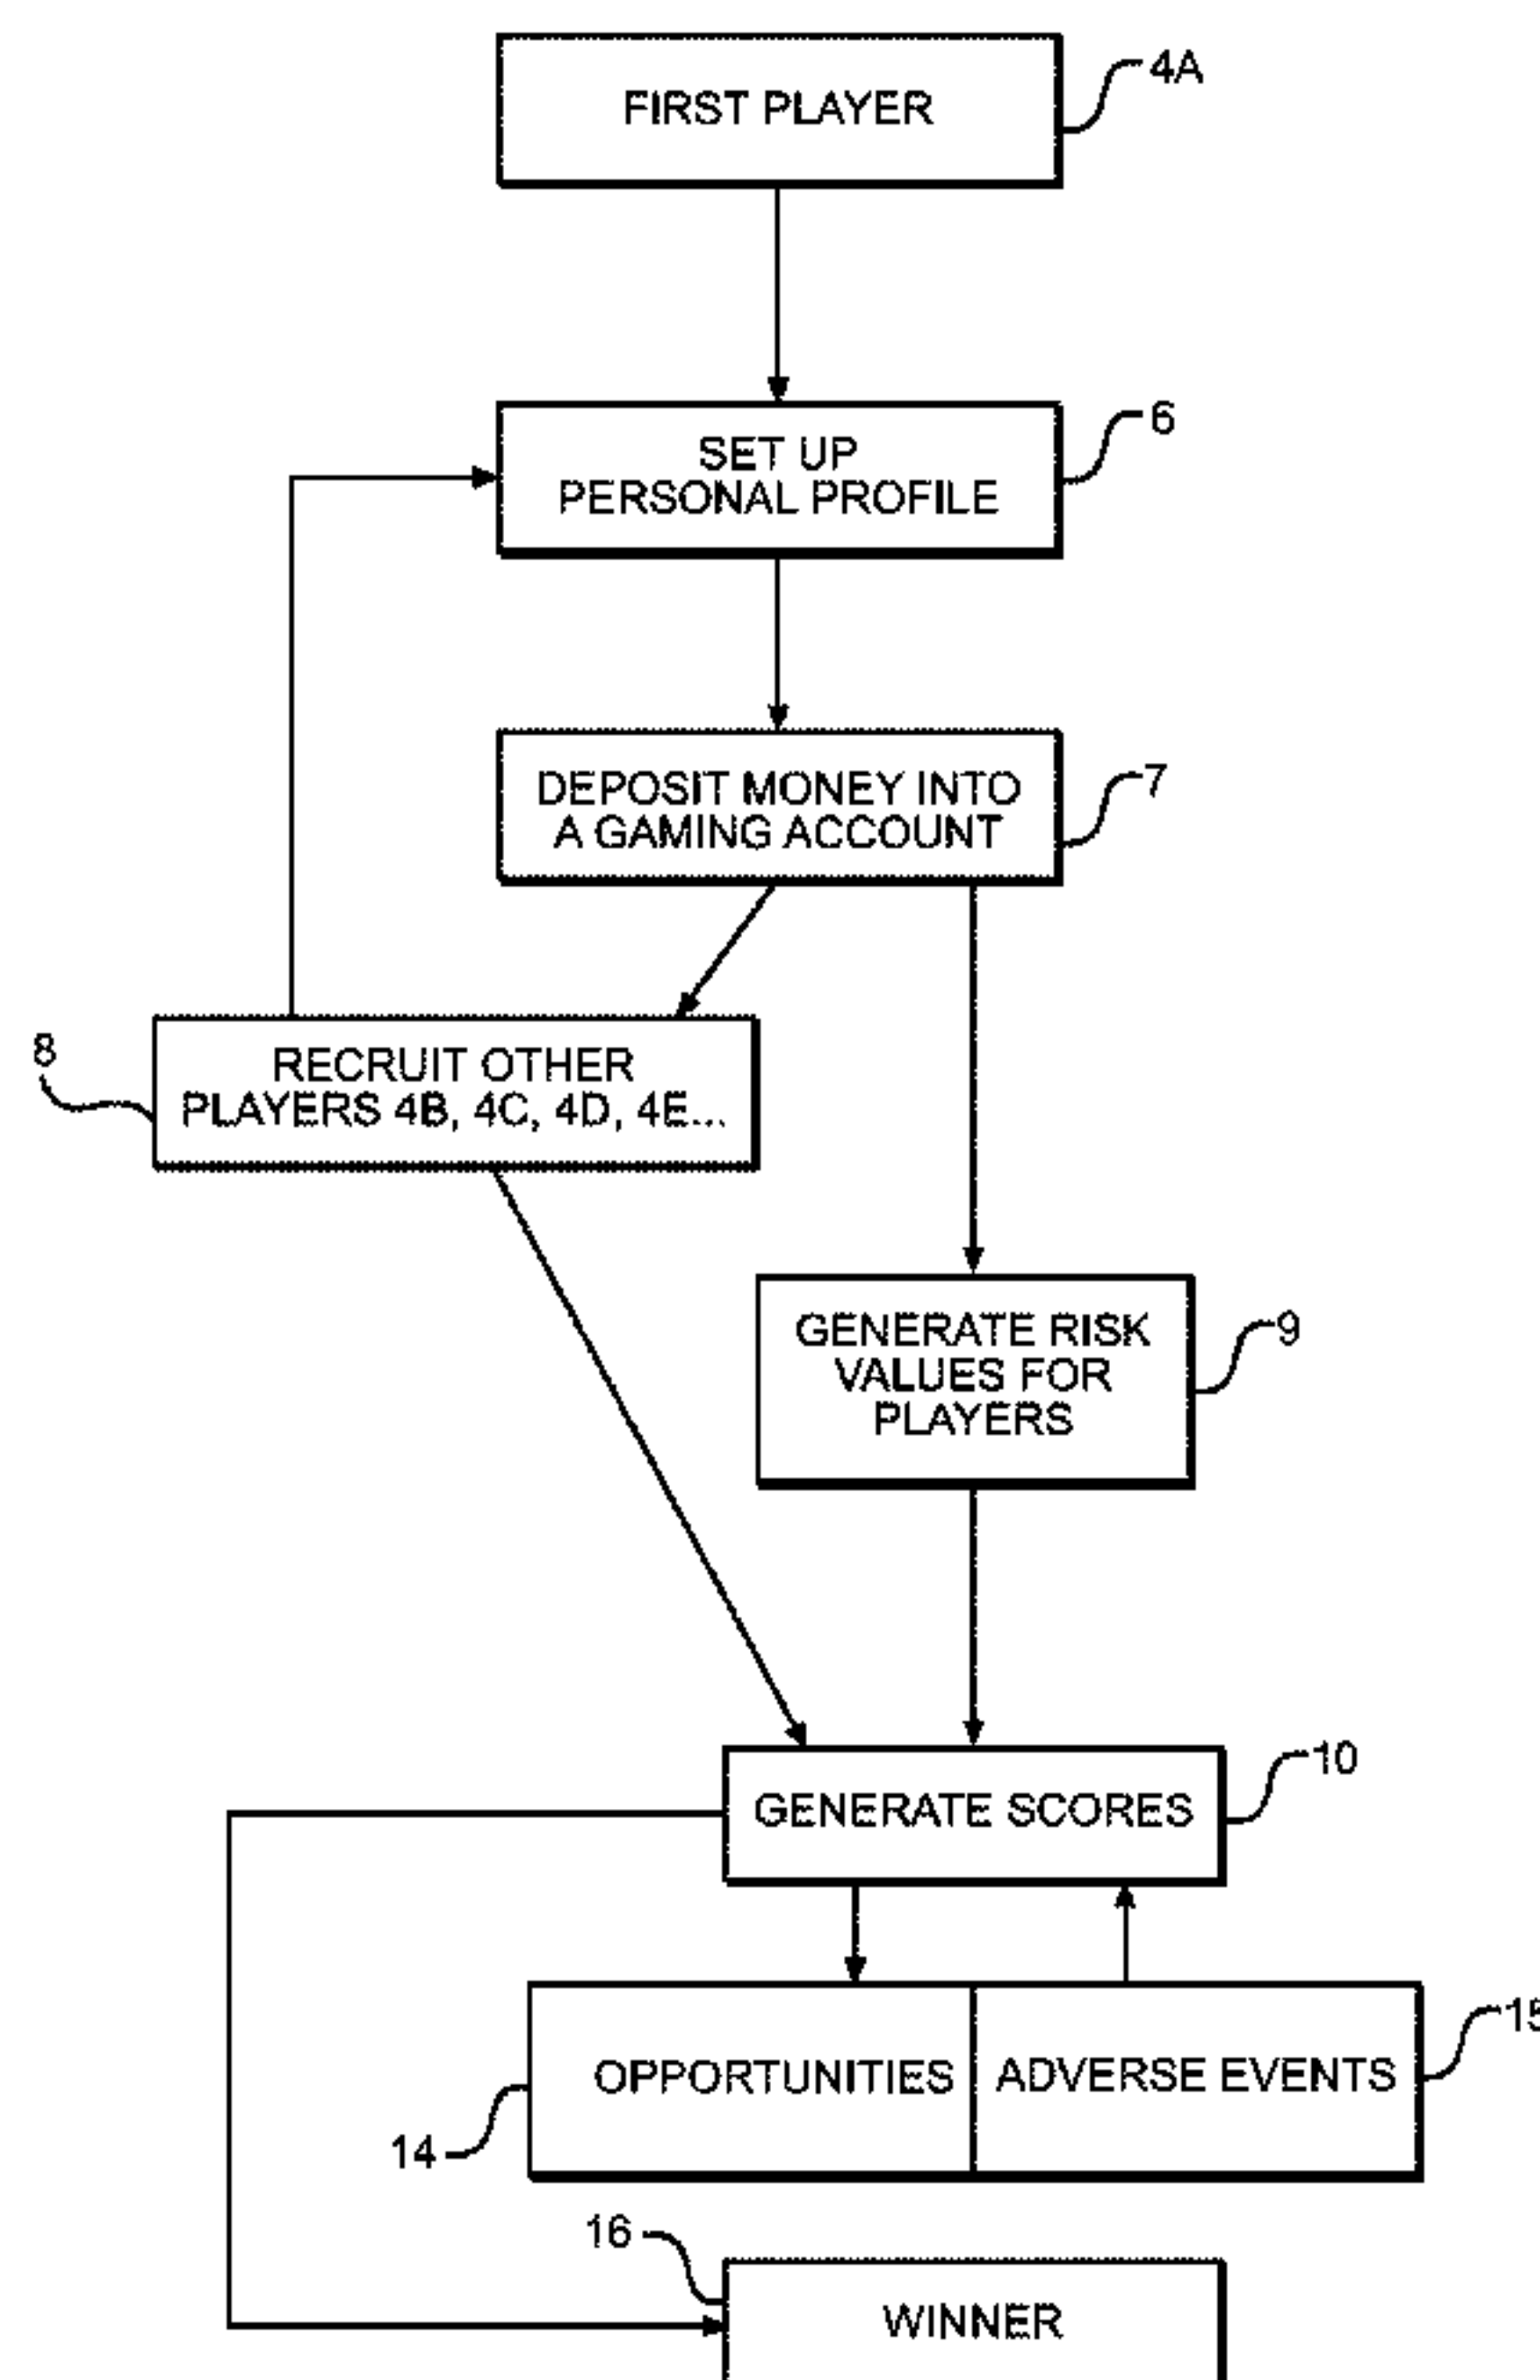 FIRST PLAYER
4A
SET UP
PERSONAL PROFILE
6
DEPOSIT MONEY INTO
A GAMING ACCOUNT
7
8
RECRUIT OTHER
PLAYERS 4B, 4C, 4D, 4E...
GENERATE RISK
VALUES FOR
PLAYERS
9
GENERATE SCORES
10
OPPORTUNITIES
ADVERSE EVENTS
15
14
16
WINNER